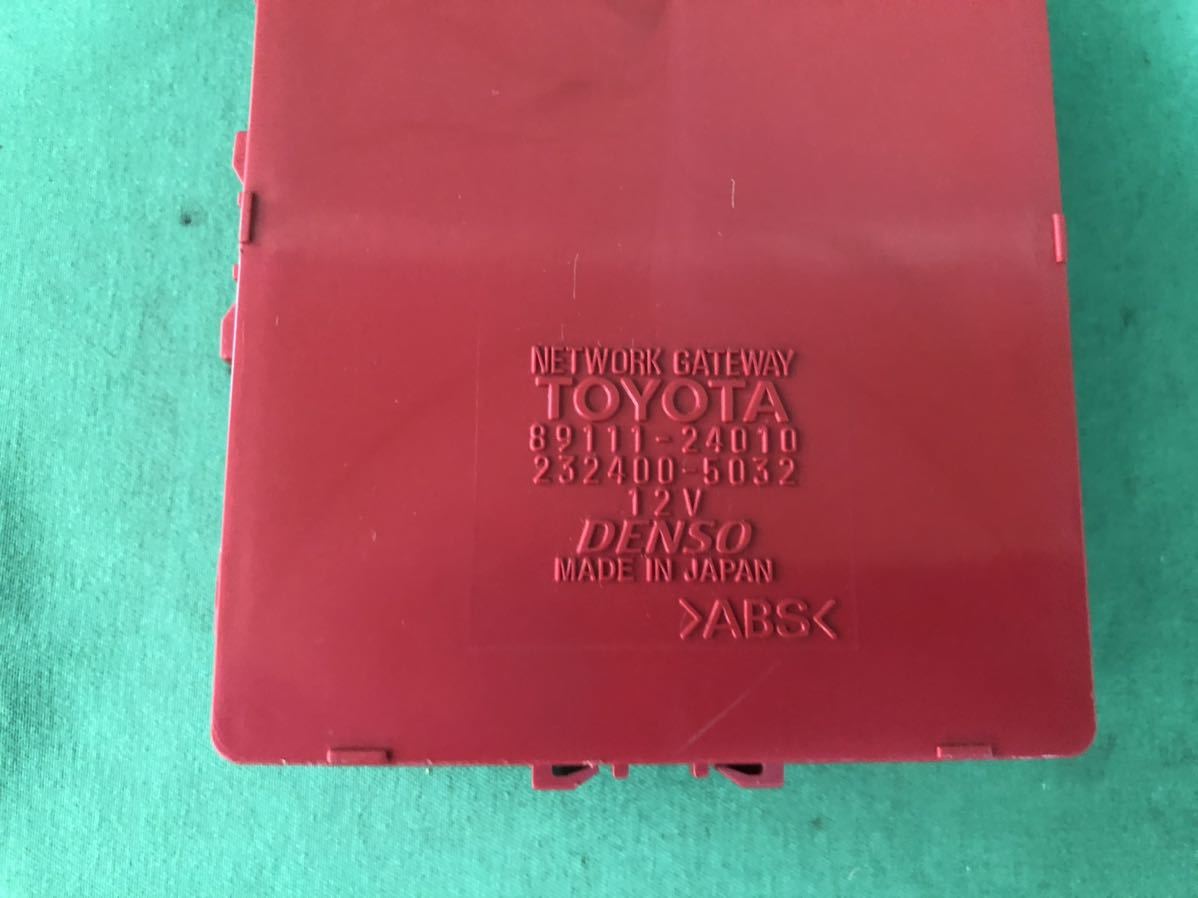 NETWORK GATEWAY
TOYOTA
89111-24010
232400-5032
12V
DENSO
MADE IN JAPAN
>ABS<